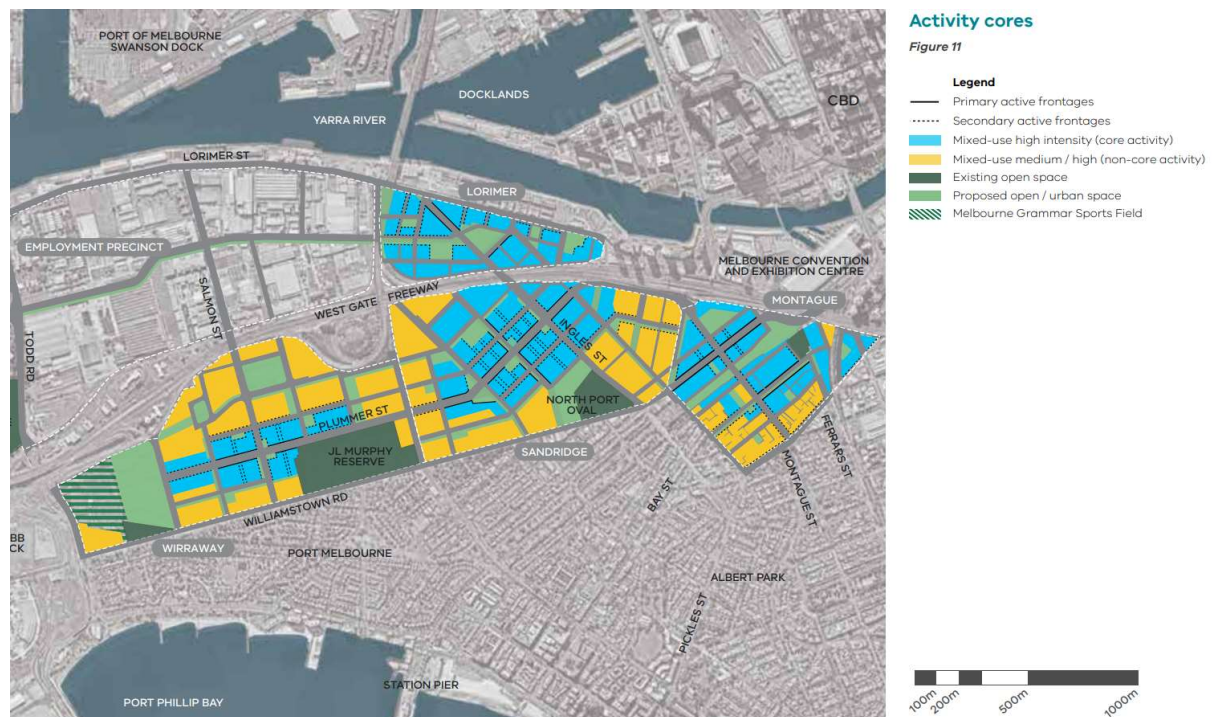 Activity cores
Figure 11
Legend
Primary active frontages
Secondary active frontages
Mixed-use high intensity (core activity)
Mixed-use medium / high (non-core activity)
Existing open space
Proposed open / urban space
Melbourne Grammar Sports Field
PORT OF MELBOURNE
SWANSON DOCK
DOCKLANDS
CBD
YARRA RIVER
LORIMER ST
LORIMER
EMPLOYMENT PRECINCT
MELBOURNE CONVENTION
AND EXHIBITION CENTRE
SALMON ST
WEST GATE FREEWAY
MONTAGUE
TODD RD
INGLES ST
NORTH PORT
OVAL
PLUMMER ST
JL MURPHY
RESERVE
SANDRIDGE
FERRARS ST
MONTAGUE ST
BAY ST
WILLIAMSTOWN RD
BB
CK
WIRRAWAY
PORT MELBOURNE
ALBERT PARK
PICKLES ST
STATION PIER
PORT PHILLIP BAY
100m
200m
500m
1000m